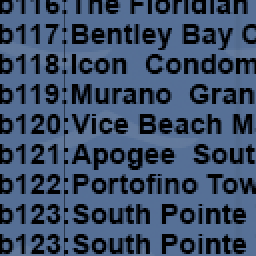 b116:The Floridian
b117:Bentley Bay
b118:Icon Condom
b119:Murano Gran
b120:Vice Beach
b121:Apogee Sout
b122:Portofino Tow
b123:South Pointe
b123:South Pointe